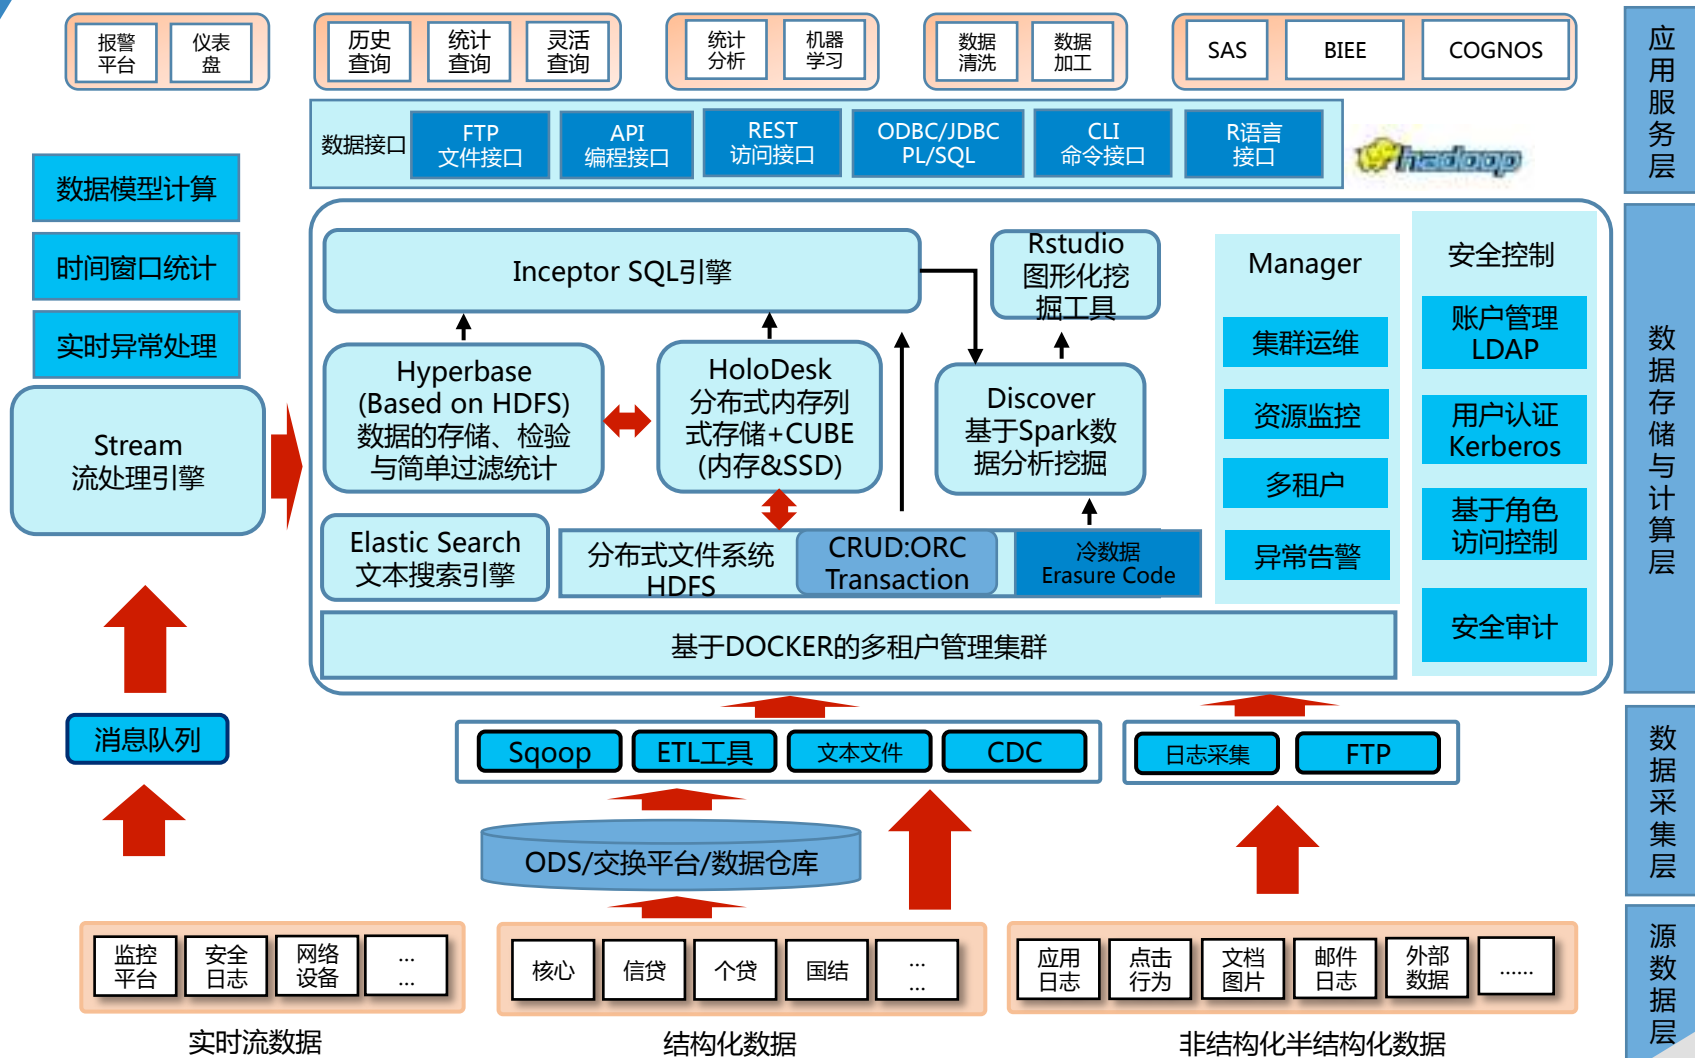 报警
平台
仪表
盘
历史
查询
统计
查询
灵活
查询
统计
分析
机器
学习
数据
清洗
数据
加工
SAS
BIEE
COGNOS
应用服务层
数据接口
FTP
文件接口
API
编程接口
REST
访问接口
ODBC/JDBC
PL/SQL
CLI
命令接口
R语言
接口
hadoop
数据模型计算
时间窗口统计
实时异常处理
Stream
流处理引擎
Inceptor SQL引擎
Rstudio
图形化挖
掘工具
Hyperbase
(Based on HDFS)
数据的存储、检验
与简单过滤统计
HoloDesk
分布式内存列
式存储+CUBE
(内存&SSD)
Discover
基于Spark数
据分析挖掘
Elastic Search
文本搜索引擎
分布式文件系统
HDFS
CRUD:ORC
Transaction
冷数据
Erasure Code
基于DOCKER的多租户管理集群
Manager
集群运维
资源监控
多租户
异常告警
安全控制
账户管理
LDAP
用户认证
Kerberos
基于角色
访问控制
安全审计
数据存储与计算层
消息队列
Sqoop
ETL工具
文本文件
CDC
日志采集
FTP
ODS/交换平台/数据仓库
数据采集层
监控
平台
安全
日志
网络
设备
...
...
实时流数据
核心
信贷
个贷
国结
...
...
结构化数据
应用
日志
点击
行为
文档
图片
邮件
日志
外部
数据
......
非结构化半结构化数据
源数据层